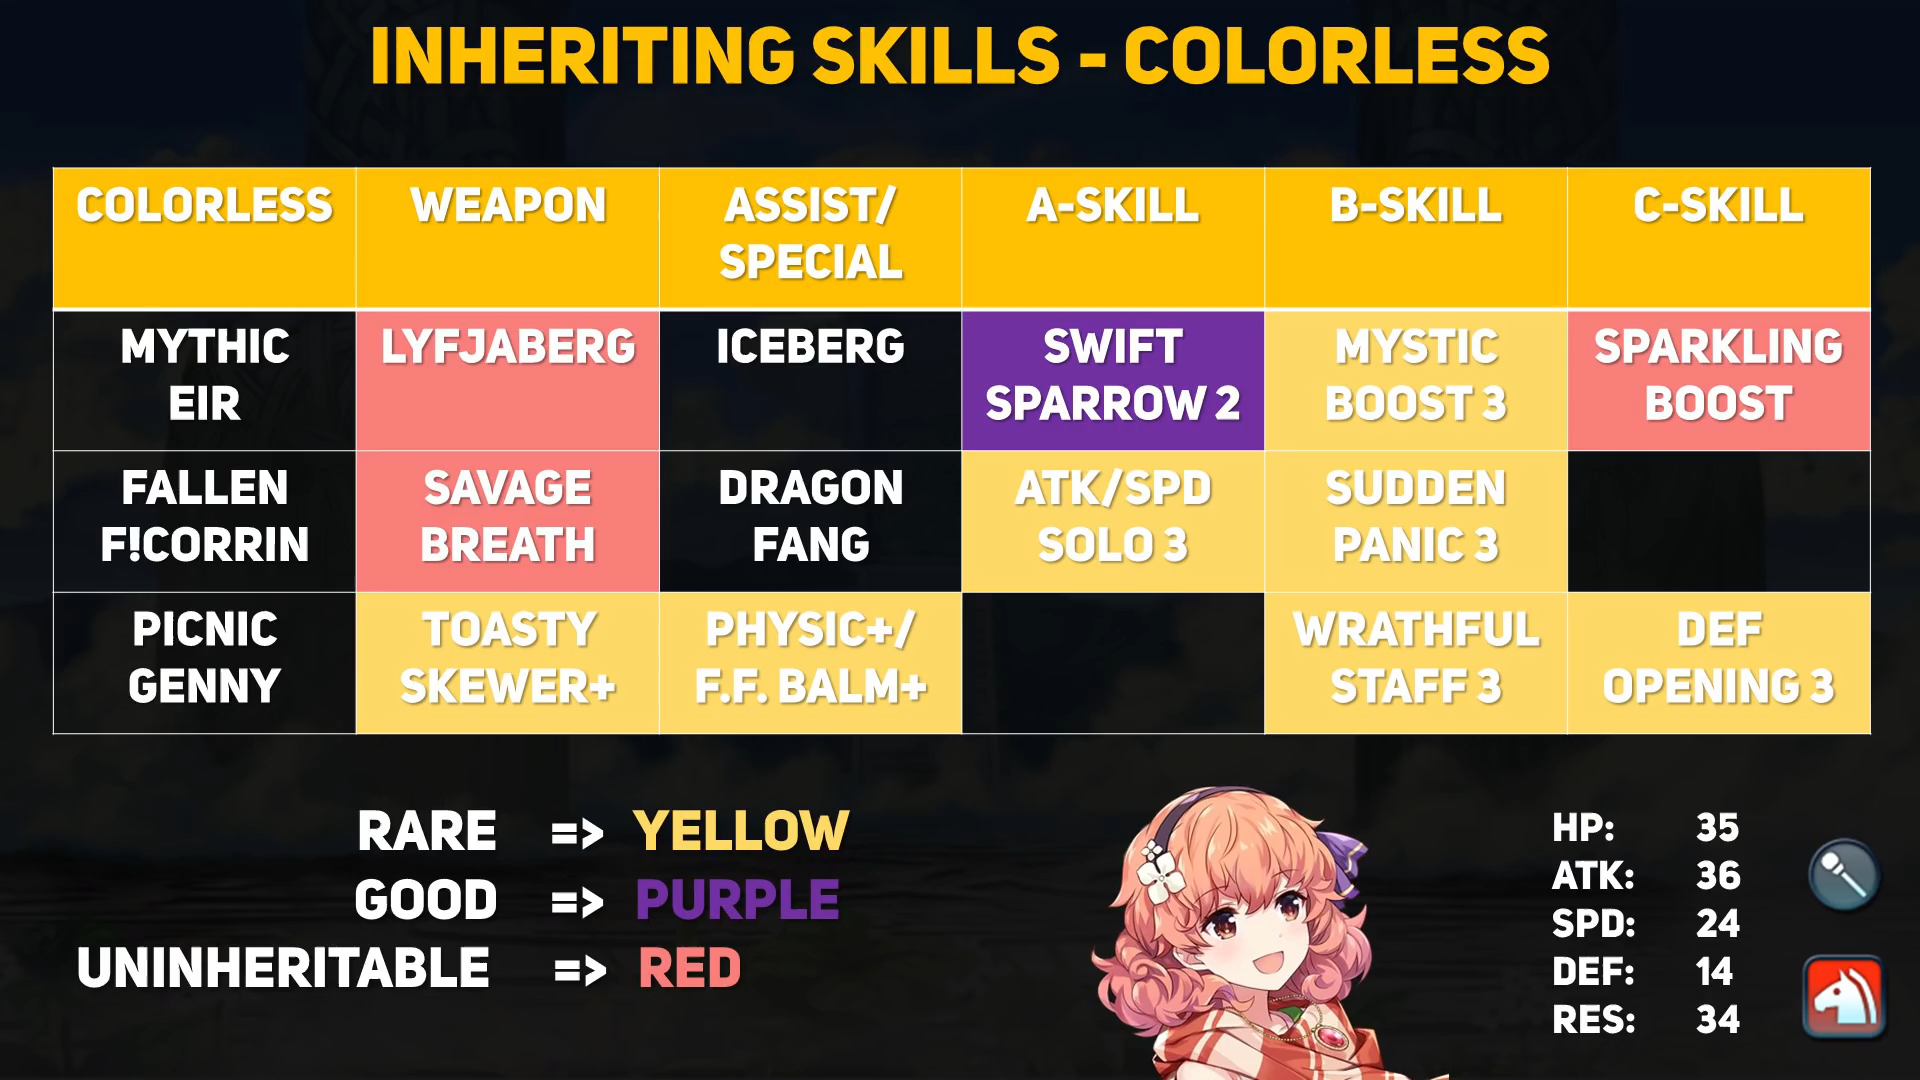 INHERITING SKILLS - COLORLESS
COLORLESS
WEAPON
ASSIST/
SPECIAL
A-SKILL
B-SKILL
C-SKILL
MYTHIC
EIR
LYFJABERG
ICEBERG
SWIFT
SPARROW 2
MYSTIC
BOOST 3
SPARKLING
BOOST
FALLEN
F!CORRIN
SAVAGE
BREATH
DRAGON
FANG
ATK/SPD
SOLO 3
SUDDEN
PANIC 3
PICNIC
GENNY
TOASTY
SKEWER+
PHYSIC+/
F.F. BALM+
WRATHFUL
STAFF 3
DEF
OPENING 3
RARE => YELLOW
GOOD => PURPLE
UNINHERITABLE => RED
HP: 35
ATK: 36
SPD: 24
DEF: 14
RES: 34